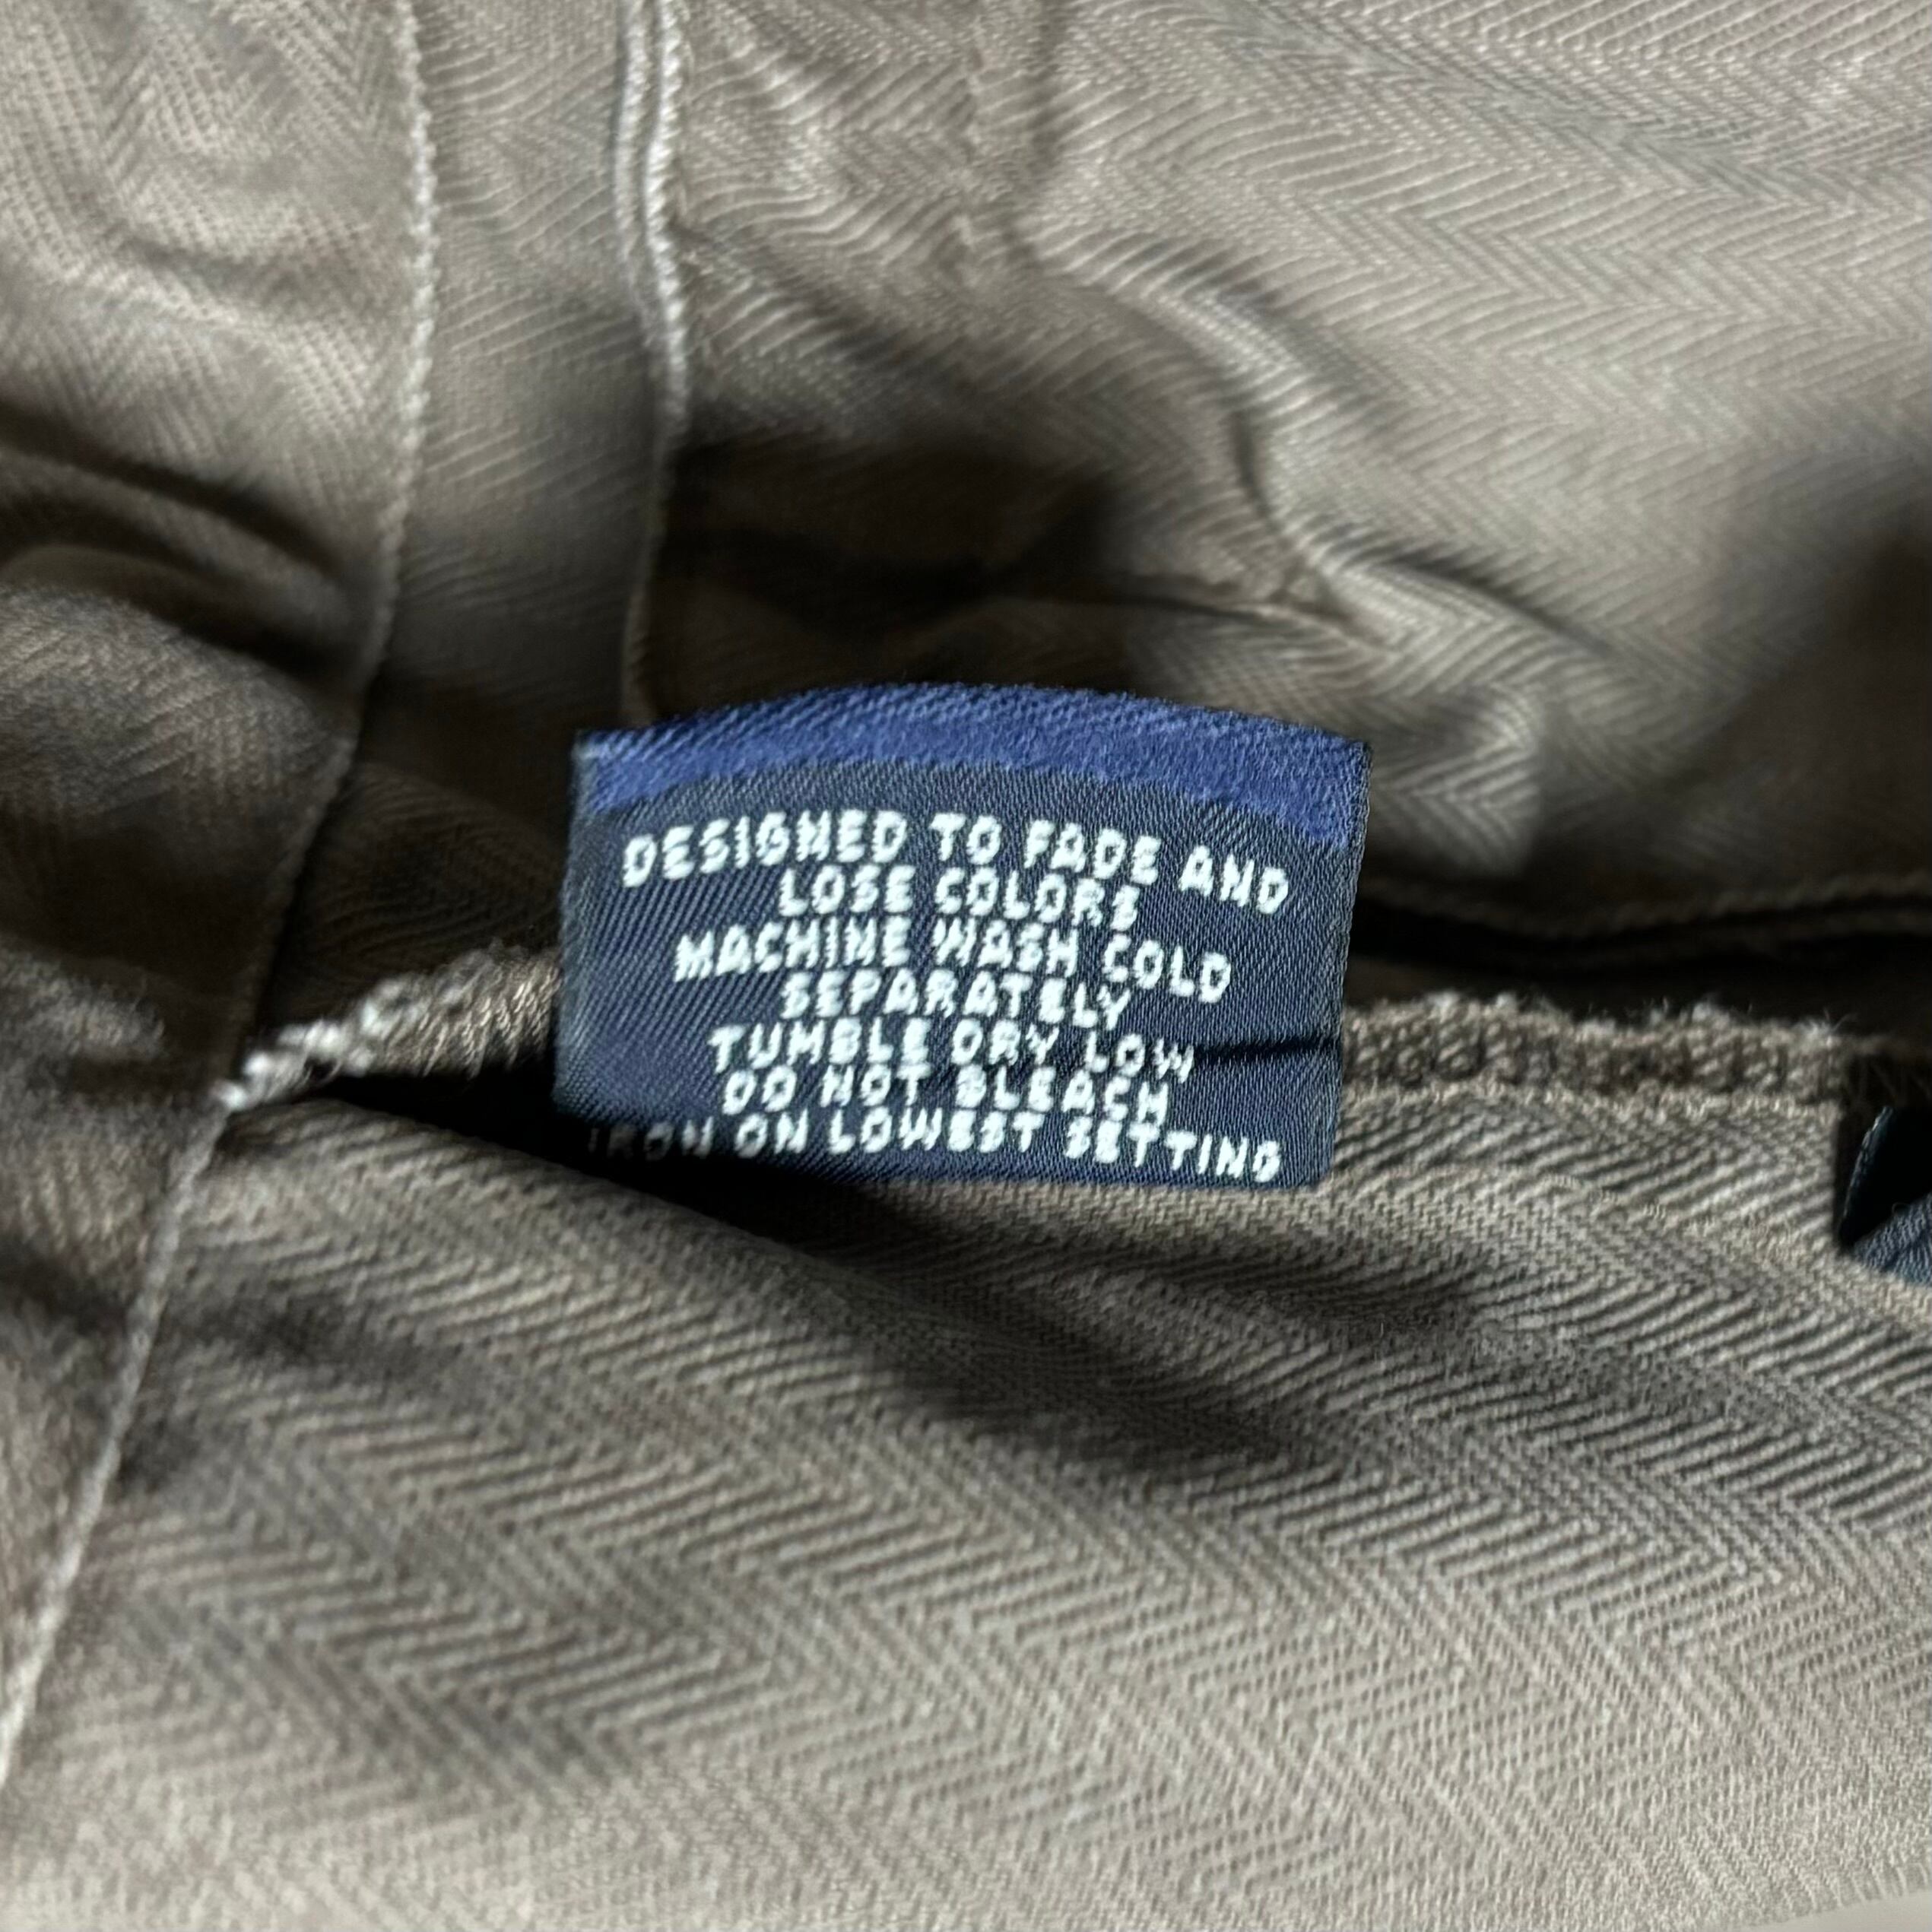 DESIGNED TO FADE AND
LOSE COLORS
MACHINE WASH COLD
SEPARATELY
TUMBLE DRY LOW
DO NOT BLEACH
IRON ON LOWEST SETTING